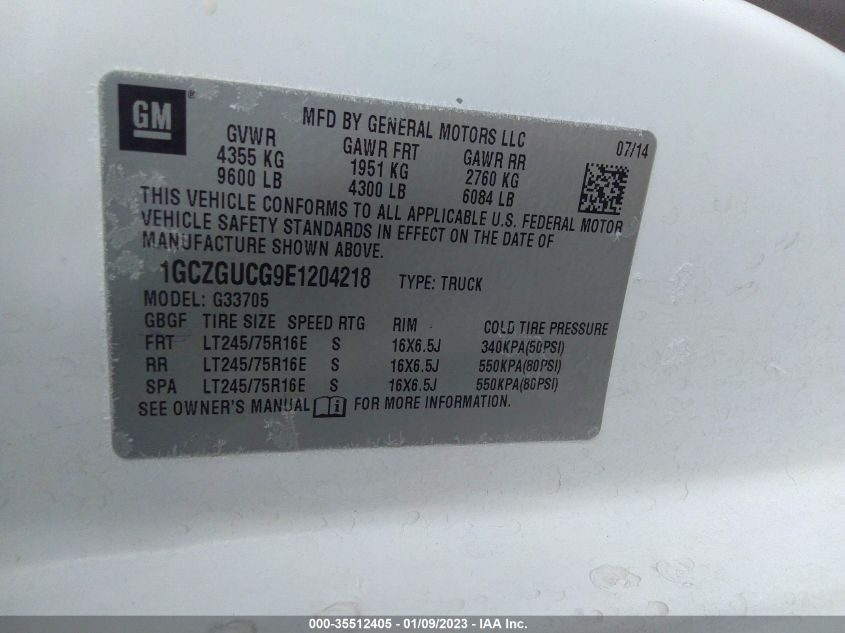 GM
MFD BY GENERAL MOTORS LLC
07/14
GVWR GAWR FRT GAWR RR
4355 KG 1951 KG 2760 KG
9600 LB 4300 LB 6084 LB
THIS VEHICLE CONFORMS TO ALL APPLICABLE U.S. FEDERAL MOTOR
VEHICLE SAFETY STANDARDS IN EFFECT ON THE DATE OF
MANUFACTURE SHOWN ABOVE.
1GCZGUCG9E1204218 TYPE: TRUCK
MODEL: G33705
GBGF TIRE SIZE SPEED RTG RIM COLD TIRE PRESSURE
FRT LT245/75R16E S 16X6.5J 340KPA(50PSI)
RR LT245/75R16E S 16X6.5J 550KPA(80PSI)
SPA LT245/75R16E S 16X6.5J 550KPA(80PSI)
SEE OWNER'S MANUAL FOR MORE INFORMATION.
000-35512405 - 01/09/2023 - IAA Inc.